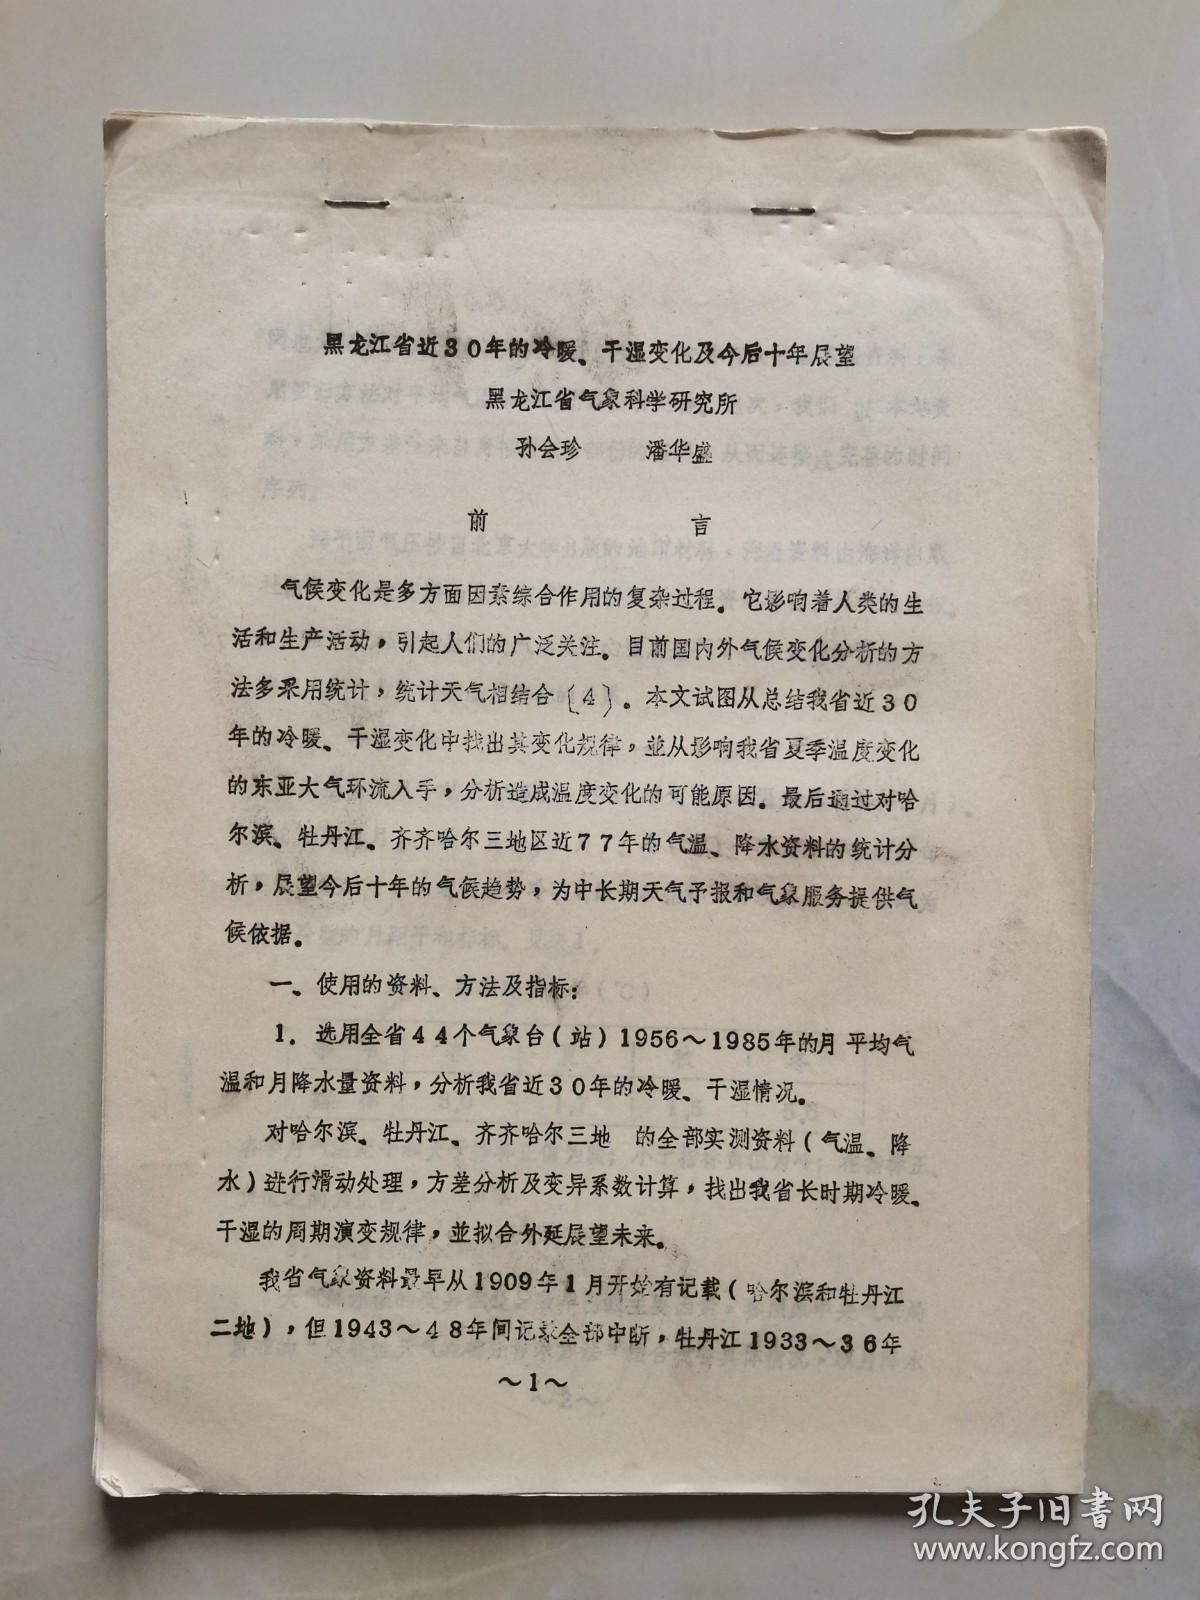 黑龙江省近30年的冷暖、干湿变化及今后十年展望
黑龙江省气象科学研究所
孙会珍 潘华盛
前 言
气候变化是多方面因素综合作用的复杂过程。它影响着人类的生
活和生产活动，引起人们的广泛关注。目前国内外气候变化分析的方
法多采用统计，统计天气相结合〔4〕。本文试图从总结我省近30
年的冷暖、干湿变化中找出其变化规律，並从影响我省夏季温度变化
的东亚大气环流入手，分析造成温度变化的可能原因。最后通过对哈
尔滨、牡丹江、齐齐哈尔三地区近77年的气温、降水资料的统计分
析，展望今后十年的气候趋势，为中长期天气予报和气象服务提供气
候依据。
一、使用的资料、方法及指标：
1．选用全省44个气象台（站）1956～1985年的月平均气
温和月降水量资料，分析我省近30年的冷暖、干湿情况。
对哈尔滨、牡丹江、齐齐哈尔三地 的全部实测资料（气温、降
水）进行滑动处理，方差分析及变异系数计算，找出我省长时期冷暖、
干湿的周期演变规律，並拟合外延展望未来。
我省气象资料最早从1909年1月开始有记载（哈尔滨和牡丹江
二地），但1943～48年间记录全部中断，牡丹江1933～36年
～1～
孔夫子旧书网
www.kongfz.com